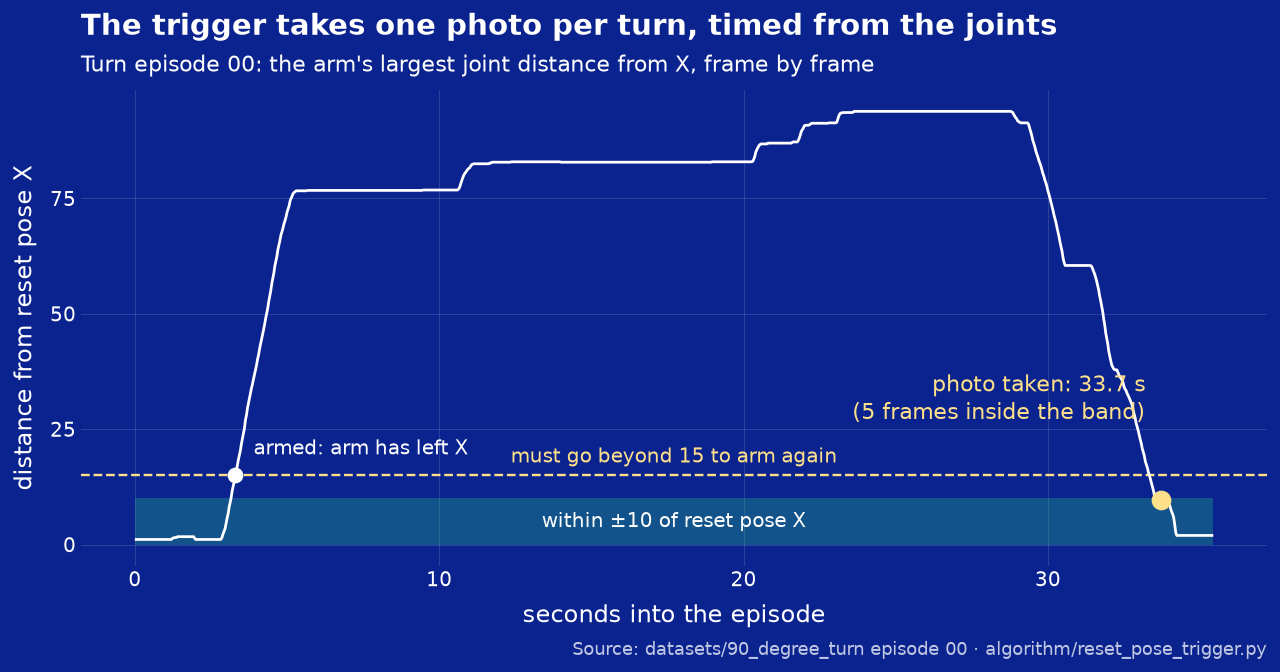 The trigger takes one photo per turn, timed from the joints
Turn episode 00: the arm's largest joint distance from X, frame by frame
distance from reset pose X
75
50
25
0
photo taken: 33.7 s
(5 frames inside the band)
armed: arm has left X
must go beyond 15 to arm again
within ±10 of reset pose X
0
10
20
30
seconds into the episode
Source: datasets/90_degree_turn episode 00 · algorithm/reset_pose_trigger.py